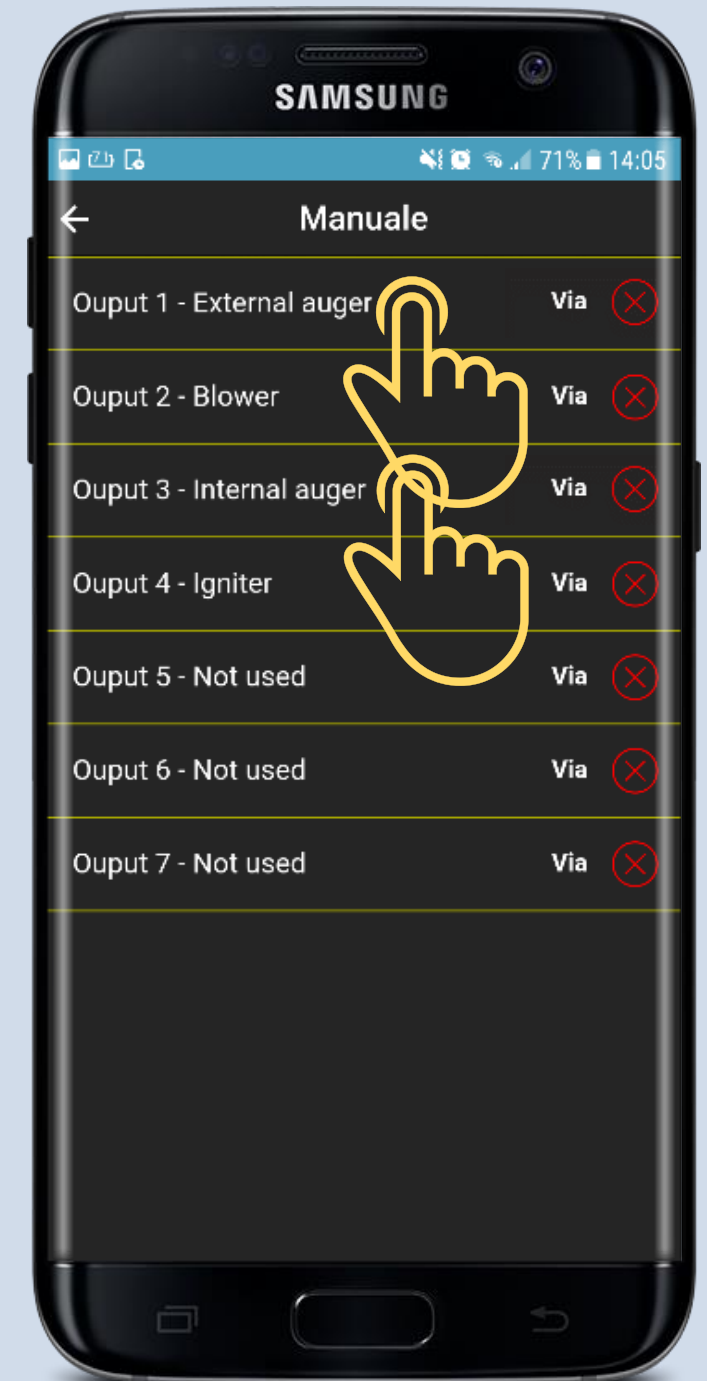 SAMSUNG
71% 14:05
Manuale
Ouput 1 - External auger Via
Ouput 2 - Blower Via
Ouput 3 - Internal auger Via
Ouput 4 - Igniter Via
Ouput 5 - Not used Via
Ouput 6 - Not used Via
Ouput 7 - Not used Via